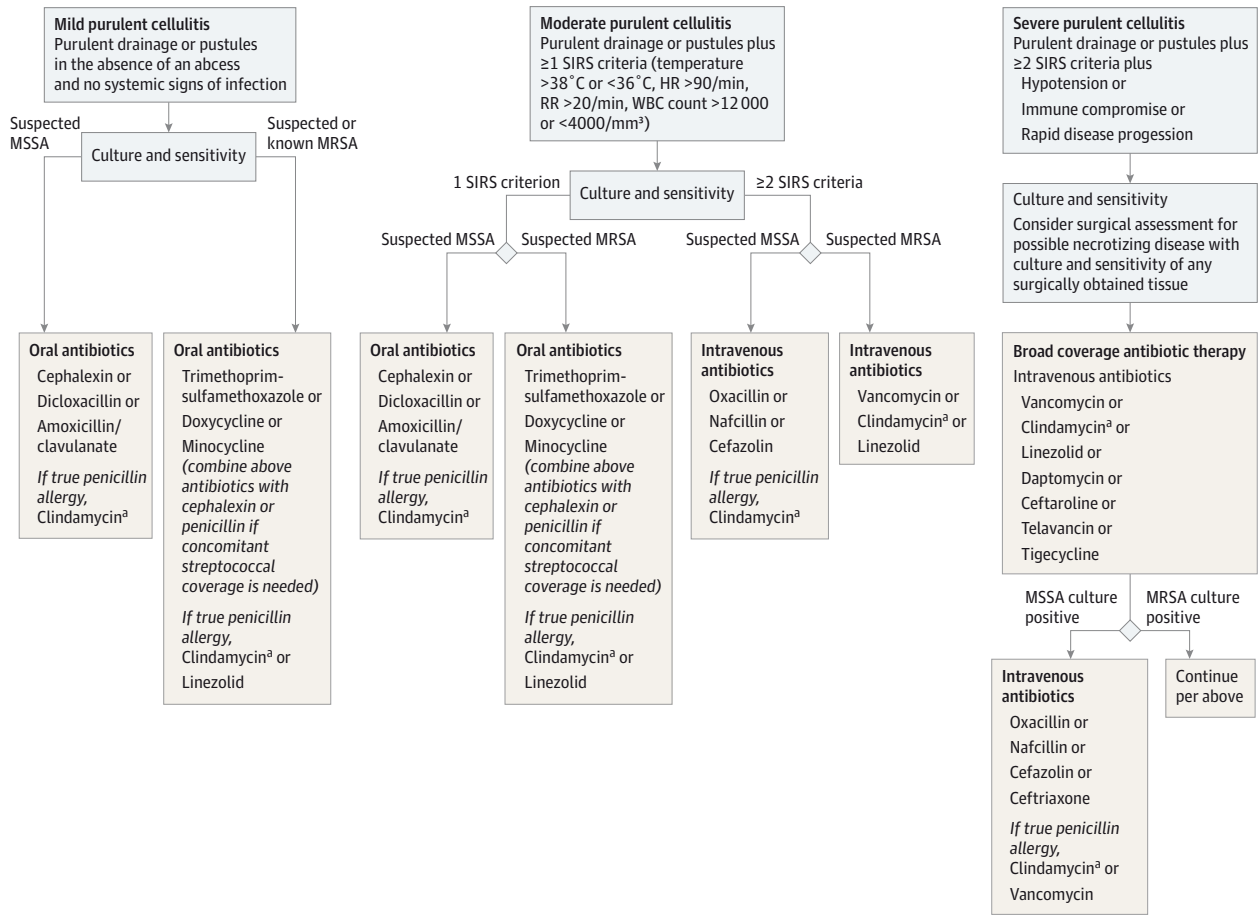 Mild purulent cellulitis
Purulent drainage or pustules
in the absence of an abcess
and no systemic signs of infection
Suspected
MSSA
Culture and sensitivity
Suspected or
known MRSA
Oral antibiotics
Cephalexin or
Dicloxacillin or
Amoxicillin/
clavulanate
If true penicillin
allergy,
Clindamycinᵃ
Oral antibiotics
Trimethoprim-
sulfamethoxazole or
Doxycycline or
Minocycline
(combine above
antibiotics with
cephalexin or
penicillin if
concomitant
streptococcal
coverage is needed)
If true penicillin
allergy,
Clindamycinᵃ or
Linezolid
Moderate purulent cellulitis
Purulent drainage or pustules plus
≥1 SIRS criteria (temperature
>38˚C or <36˚C, HR >90/min,
RR >20/min, WBC count >12 000
or <4000/mm³)
1 SIRS criterion
Culture and sensitivity
≥2 SIRS criteria
Suspected MSSA
Suspected MRSA
Suspected MSSA
Suspected MRSA
Oral antibiotics
Cephalexin or
Dicloxacillin or
Amoxicillin/
clavulanate
If true penicillin
allergy,
Clindamycinᵃ
Oral antibiotics
Trimethoprim-
sulfamethoxazole or
Doxycycline or
Minocycline
(combine above
antibiotics with
cephalexin or
penicillin if
concomitant
streptococcal
coverage is needed)
If true penicillin
allergy,
Clindamycinᵃ or
Linezolid
Intravenous
antibiotics
Oxacillin or
Nafcillin or
Cefazolin
If true penicillin
allergy,
Clindamycinᵃ
Intravenous
antibiotics
Vancomycin or
Clindamycinᵃ or
Linezolid
Severe purulent cellulitis
Purulent drainage or pustules plus
≥2 SIRS criteria plus
Hypotension or
Immune compromise or
Rapid disease progession
Culture and sensitivity
Consider surgical assessment for
possible necrotizing disease with
culture and sensitivity of any
surgically obtained tissue
Broad coverage antibiotic therapy
Intravenous antibiotics
Vancomycin or
Clindamycinᵃ or
Linezolid or
Daptomycin or
Ceftaroline or
Telavancin or
Tigecycline
MSSA culture
positive
MRSA culture
positive
Intravenous
antibiotics
Oxacillin or
Nafcillin or
Cefazolin or
Ceftriaxone
If true penicillin
allergy,
Clindamycinᵃ or
Vancomycin
Continue
per above